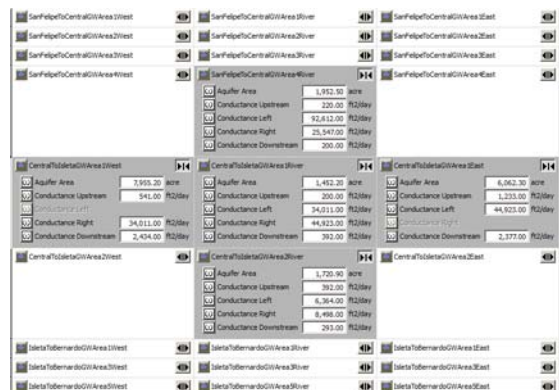 SanFelipeToCentralGWArea1West SanFelipeToCentralGWArea1River SanFelipeToCentralGWArea1East
SanFelipeToCentralGWArea2West SanFelipeToCentralGWArea2River SanFelipeToCentralGWArea2East
SanFelipeToCentralGWArea3West SanFelipeToCentralGWArea3River SanFelipeToCentralGWArea3East
SanFelipeToCentralGWArea4West SanFelipeToCentralGWArea4River SanFelipeToCentralGWArea4East
Aquifer Area 1,952.50 acre
Conductance Upstream 220.00 ft2/day
Conductance Left 92,612.00 ft2/day
Conductance Right 25,547.00 ft2/day
Conductance Downstream 200.00 ft2/day
CentralToIsletaGWArea1West CentralToIsletaGWArea1River CentralToIsletaGWArea1East
Aquifer Area 7,955.20 acre Aquifer Area 1,452.20 acre Aquifer Area 6,062.30 acre
Conductance Upstream 541.00 ft2/day Conductance Upstream 200.00 ft2/day Conductance Upstream 1,233.00 ft2/day
Conductance Left Conductance Left 34,011.00 ft2/day Conductance Left 44,923.00 ft2/day
Conductance Right 34,011.00 ft2/day Conductance Right 44,923.00 ft2/day Conductance Right
Conductance Downstream 2,434.00 ft2/day Conductance Downstream 392.00 ft2/day Conductance Downstream 2,377.00 ft2/day
CentralToIsletaGWArea2West CentralToIsletaGWArea2River CentralToIsletaGWArea2East
Aquifer Area 1,720.90 acre
Conductance Upstream 392.00 ft2/day
Conductance Left 6,364.00 ft2/day
Conductance Right 8,498.00 ft2/day
Conductance Downstream 293.00 ft2/day
IsletaToBernardoGWArea1West IsletaToBernardoGWArea1River IsletaToBernardoGWArea1East
IsletaToBernardoGWArea3West IsletaToBernardoGWArea3River IsletaToBernardoGWArea3East
IsletaToBernardoGWArea5West IsletaToBernardoGWArea5River IsletaToBernardoGWArea5East